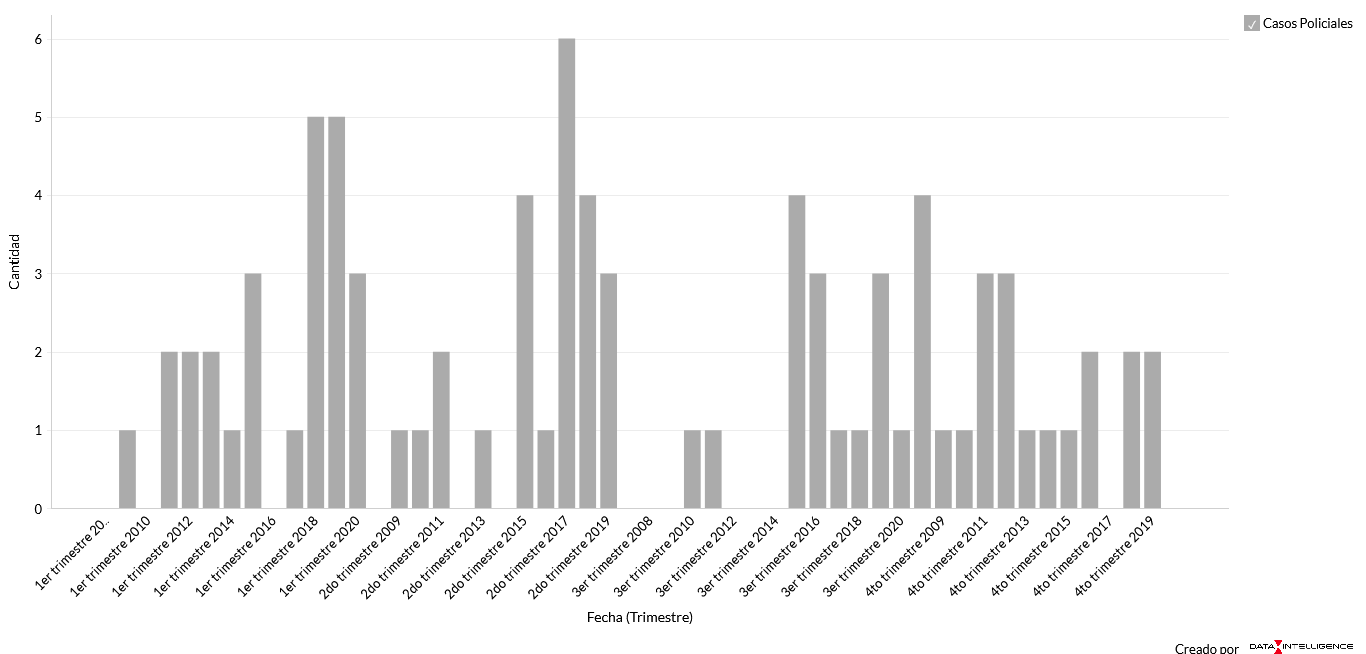 Casos Policiales
6
5
4
3
2
1
0
Cantidad
1er trimestre 20..
1er trimestre 2010
1er trimestre 2012
1er trimestre 2014
1er trimestre 2016
1er trimestre 2018
1er trimestre 2020
2do trimestre 2009
2do trimestre 2011
2do trimestre 2013
2do trimestre 2015
2do trimestre 2017
2do trimestre 2019
3er trimestre 2008
3er trimestre 2010
3er trimestre 2012
3er trimestre 2014
3er trimestre 2016
3er trimestre 2018
3er trimestre 2020
4to trimestre 2009
4to trimestre 2011
4to trimestre 2013
4to trimestre 2015
4to trimestre 2017
4to trimestre 2019
Fecha (Trimestre)
Creado por DATA INTELLIGENCE